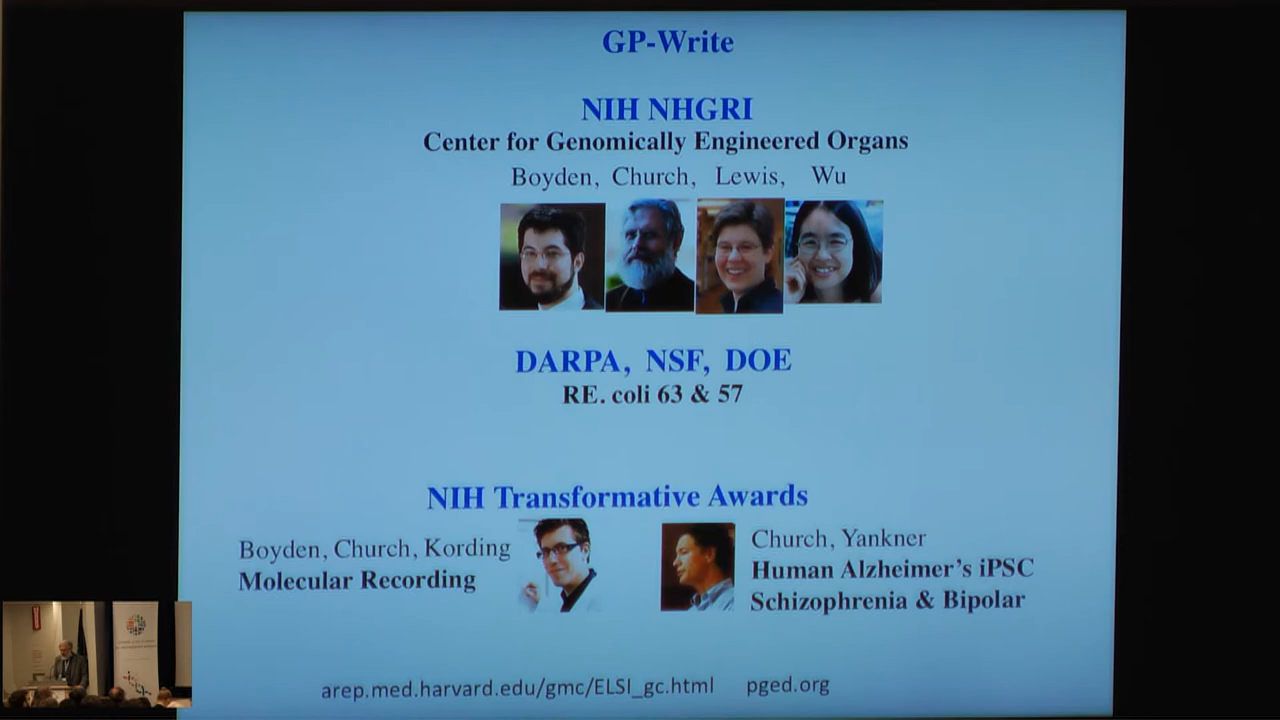 GP-Write
NIH NHGRI
Center for Genomically Engineered Organs
Boyden, Church, Lewis, Wu
DARPA, NSF, DOE
RE. coli 63 & 57
NIH Transformative Awards
Boyden, Church, Kording
Molecular Recording
Church, Yankner
Human Alzheimer's iPSC
Schizophrenia & Bipolar
arep.med.harvard.edu/gmc/ELSI_gc.html pged.org